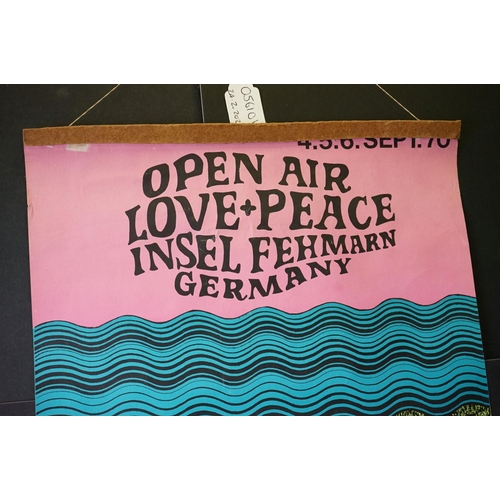 4.5.6.SEPT.70
OPEN AIR
LOVE+PEACE
INSEL FEHMARN
GERMANY